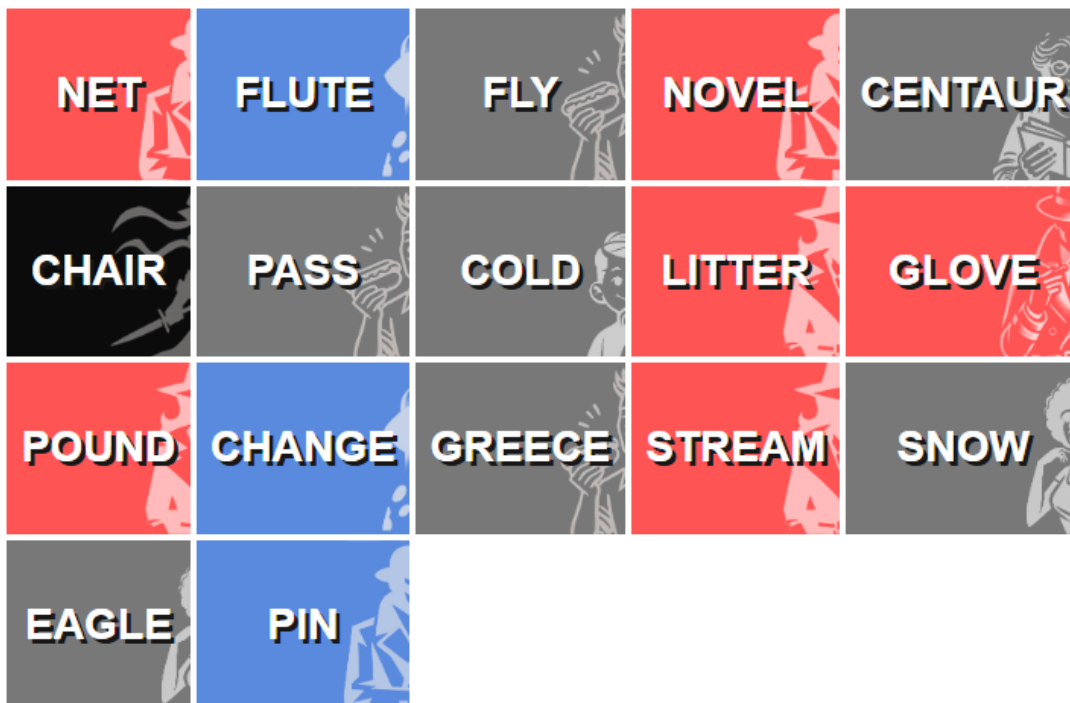 NET FLUTE FLY NOVEL CENTAUR
CHAIR PASS COLD LITTER GLOVE
POUND CHANGE GREECE STREAM SNOW
EAGLE PIN